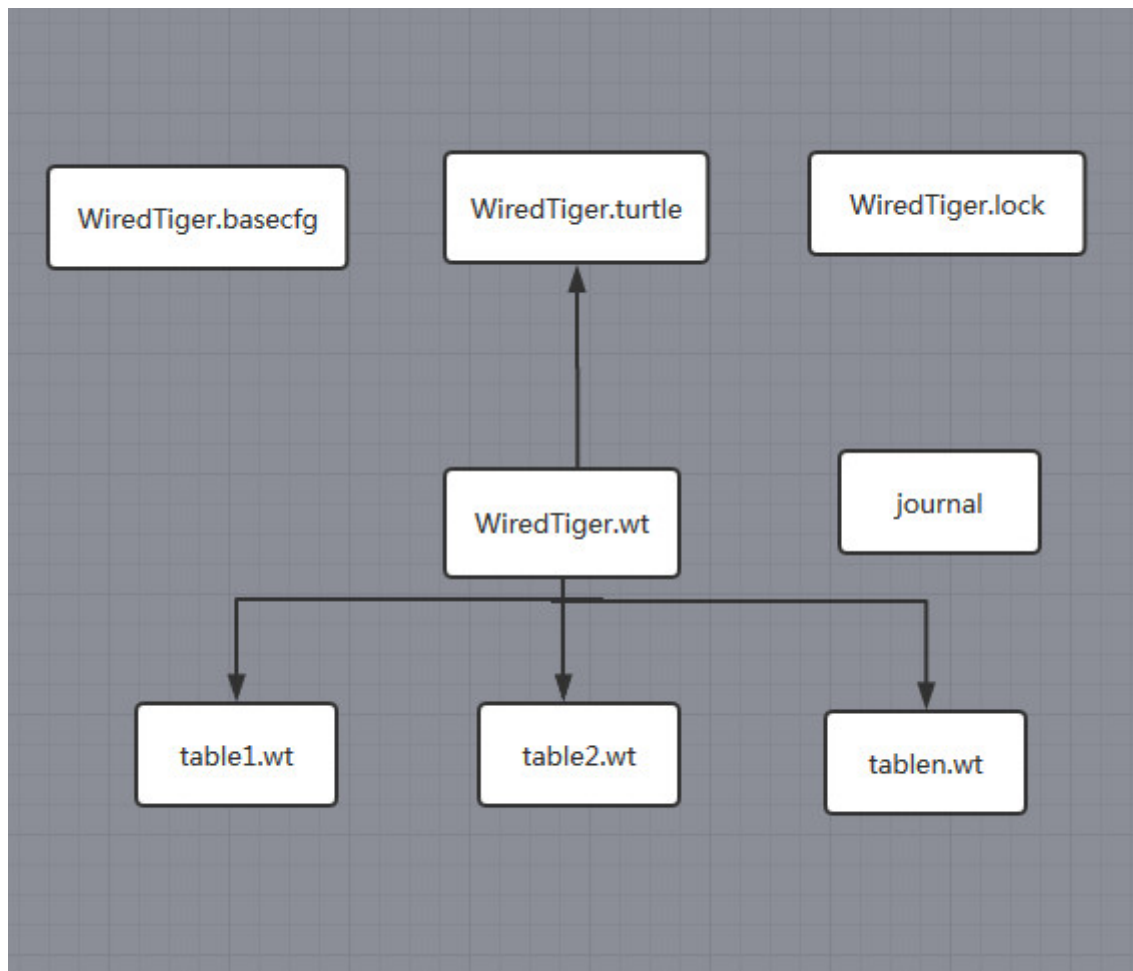 WiredTiger.basecfg
WiredTiger.turtle
WiredTiger.lock
WiredTiger.wt
journal
table1.wt
table2.wt
tablen.wt